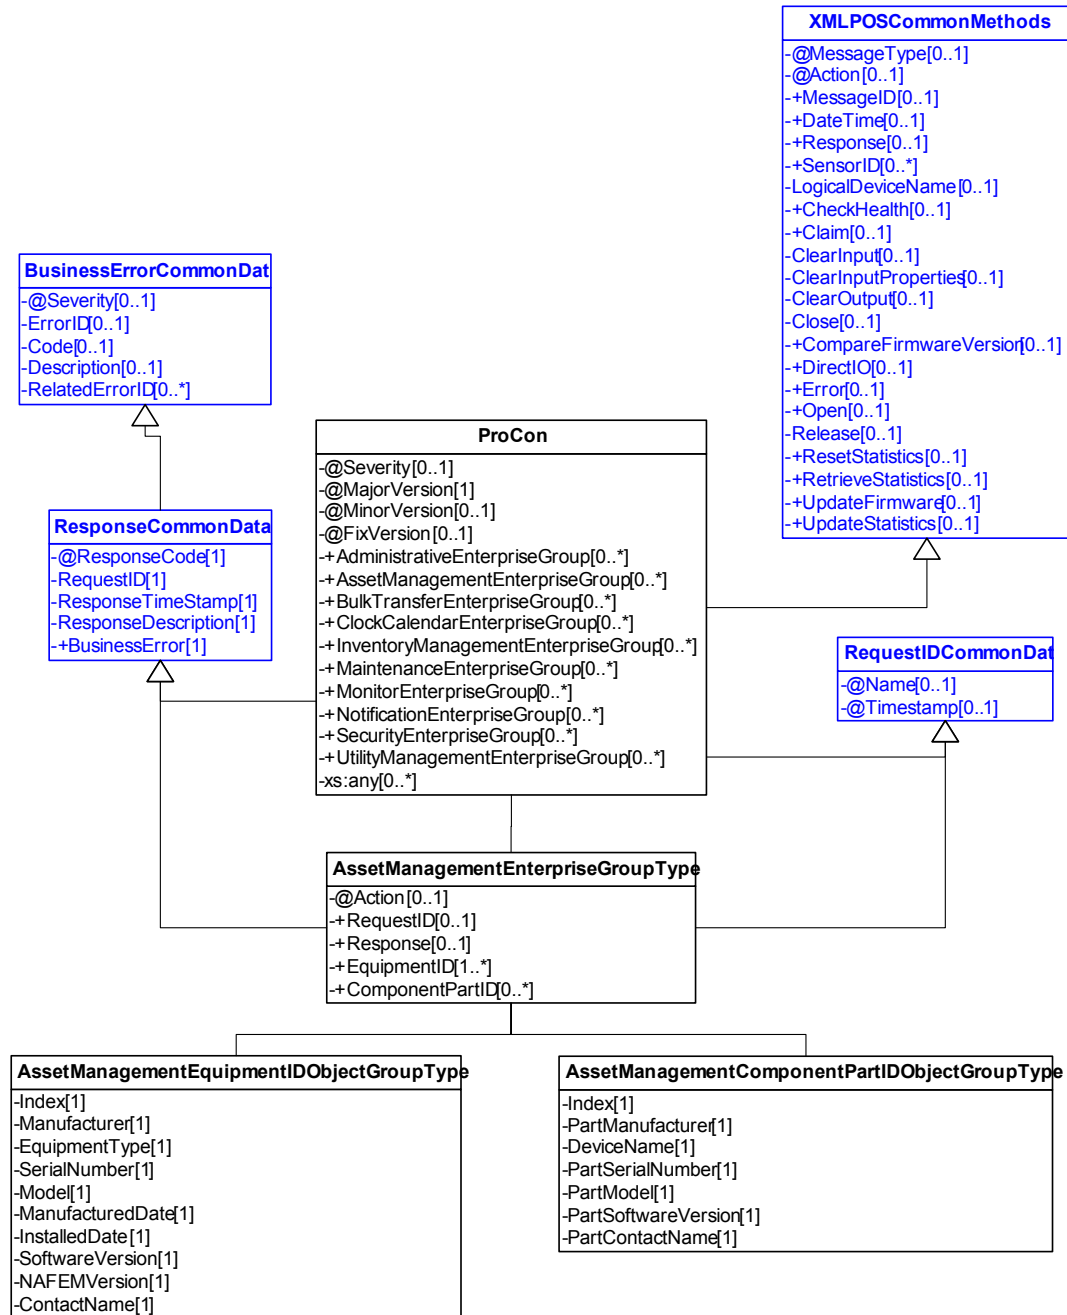 XMLPOSCommonMethods
-@MessageType[0..1]
-@Action[0..1]
-+MessageID[0..1]
-+DateTime[0..1]
-+Response[0..1]
-+SensorID[0..*]
-LogicalDeviceName[0..1]
-+CheckHealth[0..1]
-+Claim[0..1]
-ClearInput[0..1]
-ClearInputProperties[0..1]
-ClearOutput[0..1]
-Close[0..1]
-+CompareFirmwareVersion[0..1]
-+DirectIO[0..1]
-+Error[0..1]
-+Open[0..1]
-Release[0..1]
-+ResetStatistics[0..1]
-+RetrieveStatistics[0..1]
-+UpdateFirmware[0..1]
-+UpdateStatistics[0..1]
BusinessErrorCommonDat
-@Severity[0..1]
-ErrorID[0..1]
-Code[0..1]
-Description[0..1]
-RelatedErrorID[0..*]
ProCon
-@Severity[0..1]
-@MajorVersion[1]
-@MinorVersion[0..1]
-@FixVersion[0..1]
-+AdministrativeEnterpriseGroup[0..*]
-+AssetManagementEnterpriseGroup[0..*]
-+BulkTransferEnterpriseGroup[0..*]
-+ClockCalendarEnterpriseGroup[0..*]
-+InventoryManagementEnterpriseGroup[0..*]
-+MaintenanceEnterpriseGroup[0..*]
-+MonitorEnterpriseGroup[0..*]
-+NotificationEnterpriseGroup[0..*]
-+SecurityEnterpriseGroup[0..*]
-+UtilityManagementEnterpriseGroup[0..*]
-xs:any[0..*]
ResponseCommonData
-@ResponseCode[1]
-RequestID[1]
-ResponseTimeStamp[1]
-ResponseDescription[1]
-+BusinessError[1]
RequestIDCommonDat
-@Name[0..1]
-@Timestamp[0..1]
AssetManagementEnterpriseGroupType
-@Action[0..1]
-+RequestID[0..1]
-+Response[0..1]
-+EquipmentID[1..*]
-+ComponentPartID[0..*]
AssetManagementEquipmentIDObjectGroupType
-Index[1]
-Manufacturer[1]
-EquipmentType[1]
-SerialNumber[1]
-Model[1]
-ManufacturedDate[1]
-InstalledDate[1]
-SoftwareVersion[1]
-NAFEMVersion[1]
-ContactName[1]
AssetManagementComponentPartIDObjectGroupType
-Index[1]
-PartManufacturer[1]
-DeviceName[1]
-PartSerialNumber[1]
-PartModel[1]
-PartSoftwareVersion[1]
-PartContactName[1]